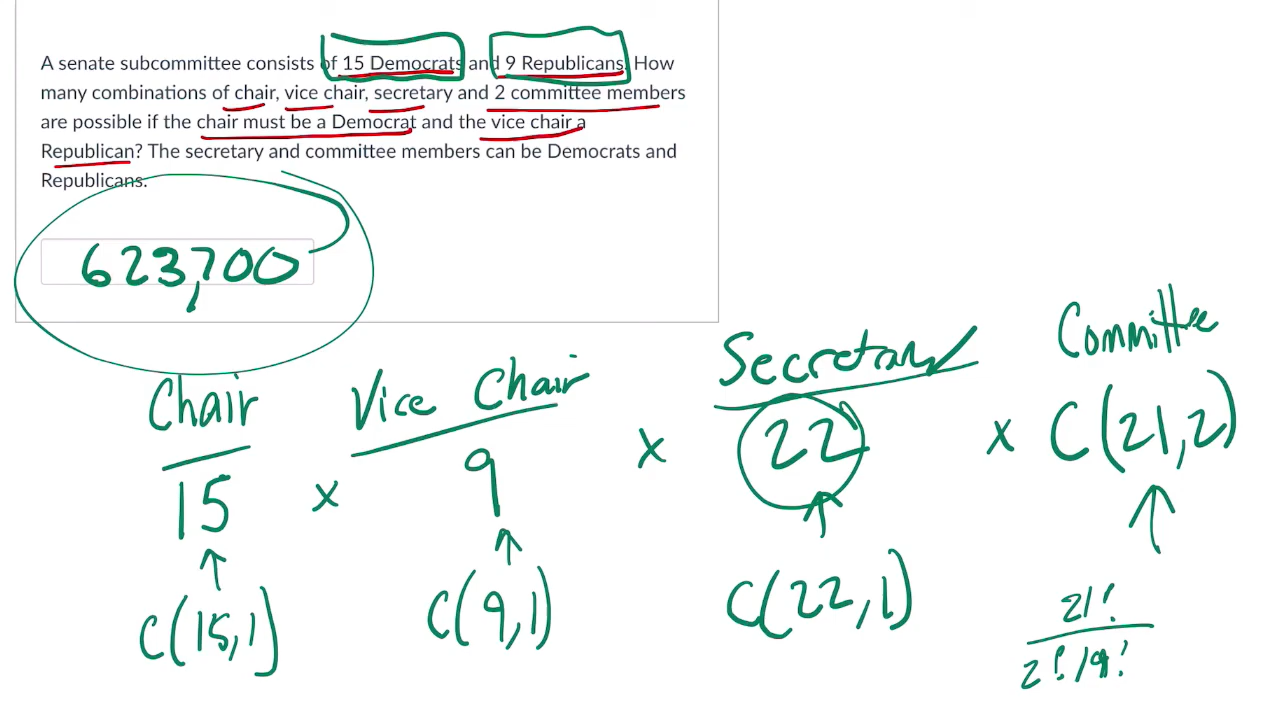 A senate subcommittee consists of 15 Democrats and 9 Republicans. How
many combinations of chair, vice chair, secretary and 2 committee members
are possible if the chair must be a Democrat and the vice chair a
Republican? The secretary and committee members can be Democrats and
Republicans.
623,700
Chair Vice Chair Secretary Committee
15 x 9 x 22 x C(21,2)
C(15,1) C(9,1) C(22,1)
21!
2! 19!